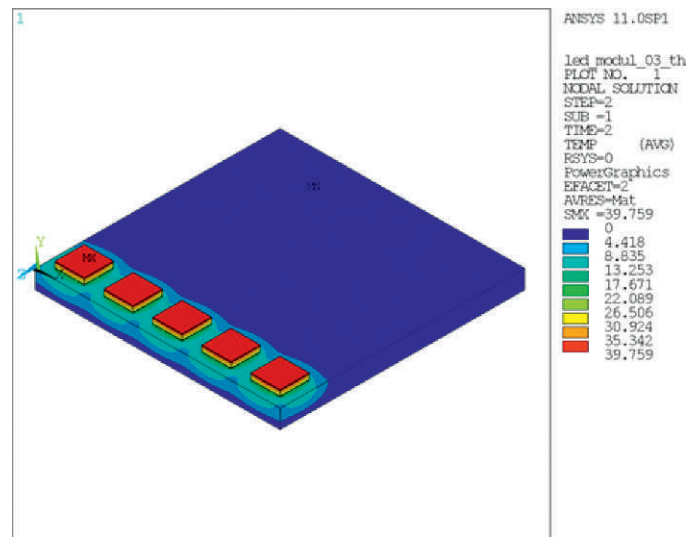 1
ANSYS 11.0SP1
led_modul_03_th
PLOT NO. 1
NODAL SOLUTION
STEP=2
SUB =1
TIME=2
TEMP (AVG)
RSYS=0
PowerGraphics
EFACET=2
AVRES=Mat
SMX =39.759
0
4.418
8.835
13.253
17.671
22.089
26.506
30.924
35.342
39.759
MN
Y
MX
Z X